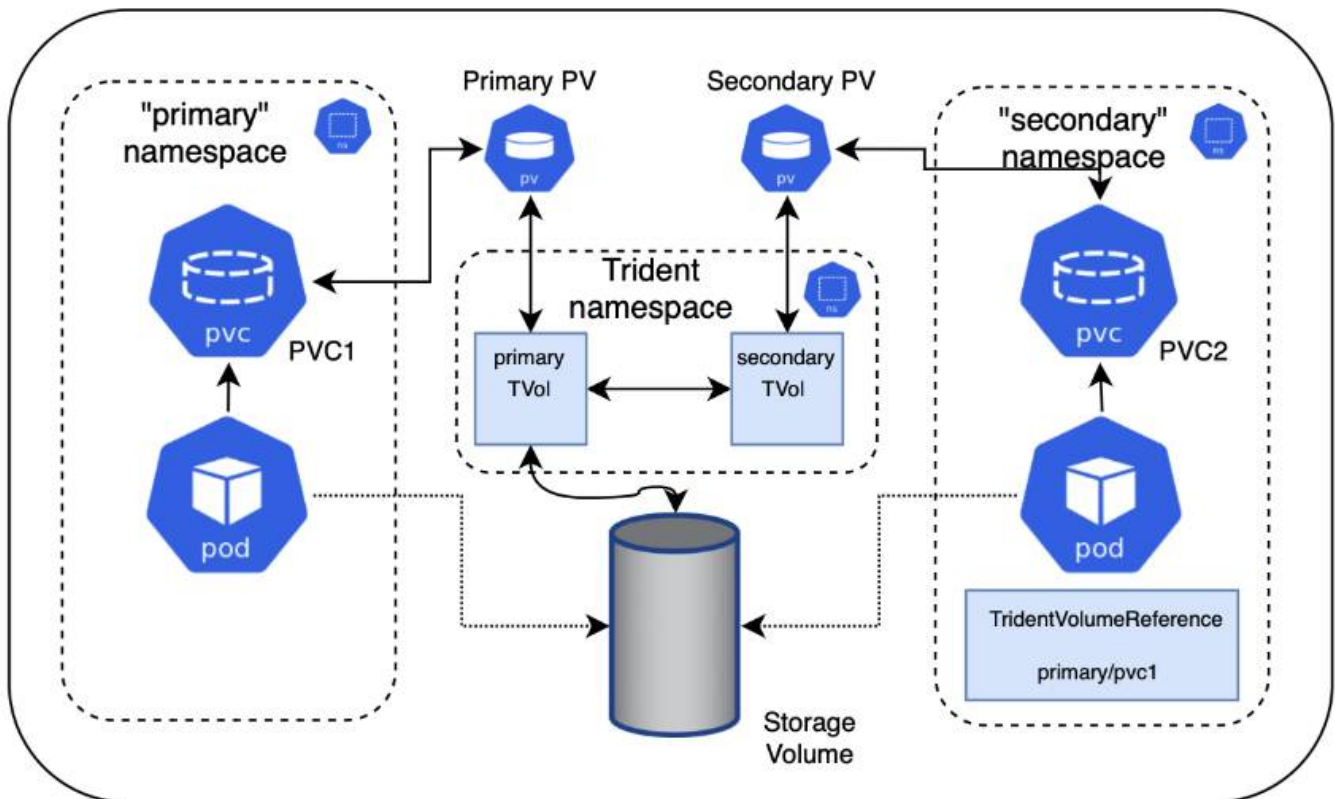 Primary PV
Secondary PV
"primary"
namespace
ns
pv
pv
"secondary"
namespace
ns
Trident
namespace
ns
pvc
PVC1
primary
TVol
secondary
TVol
pvc
PVC2
pod
pod
TridentVolumeReference
primary/pvc1
Storage
Volume